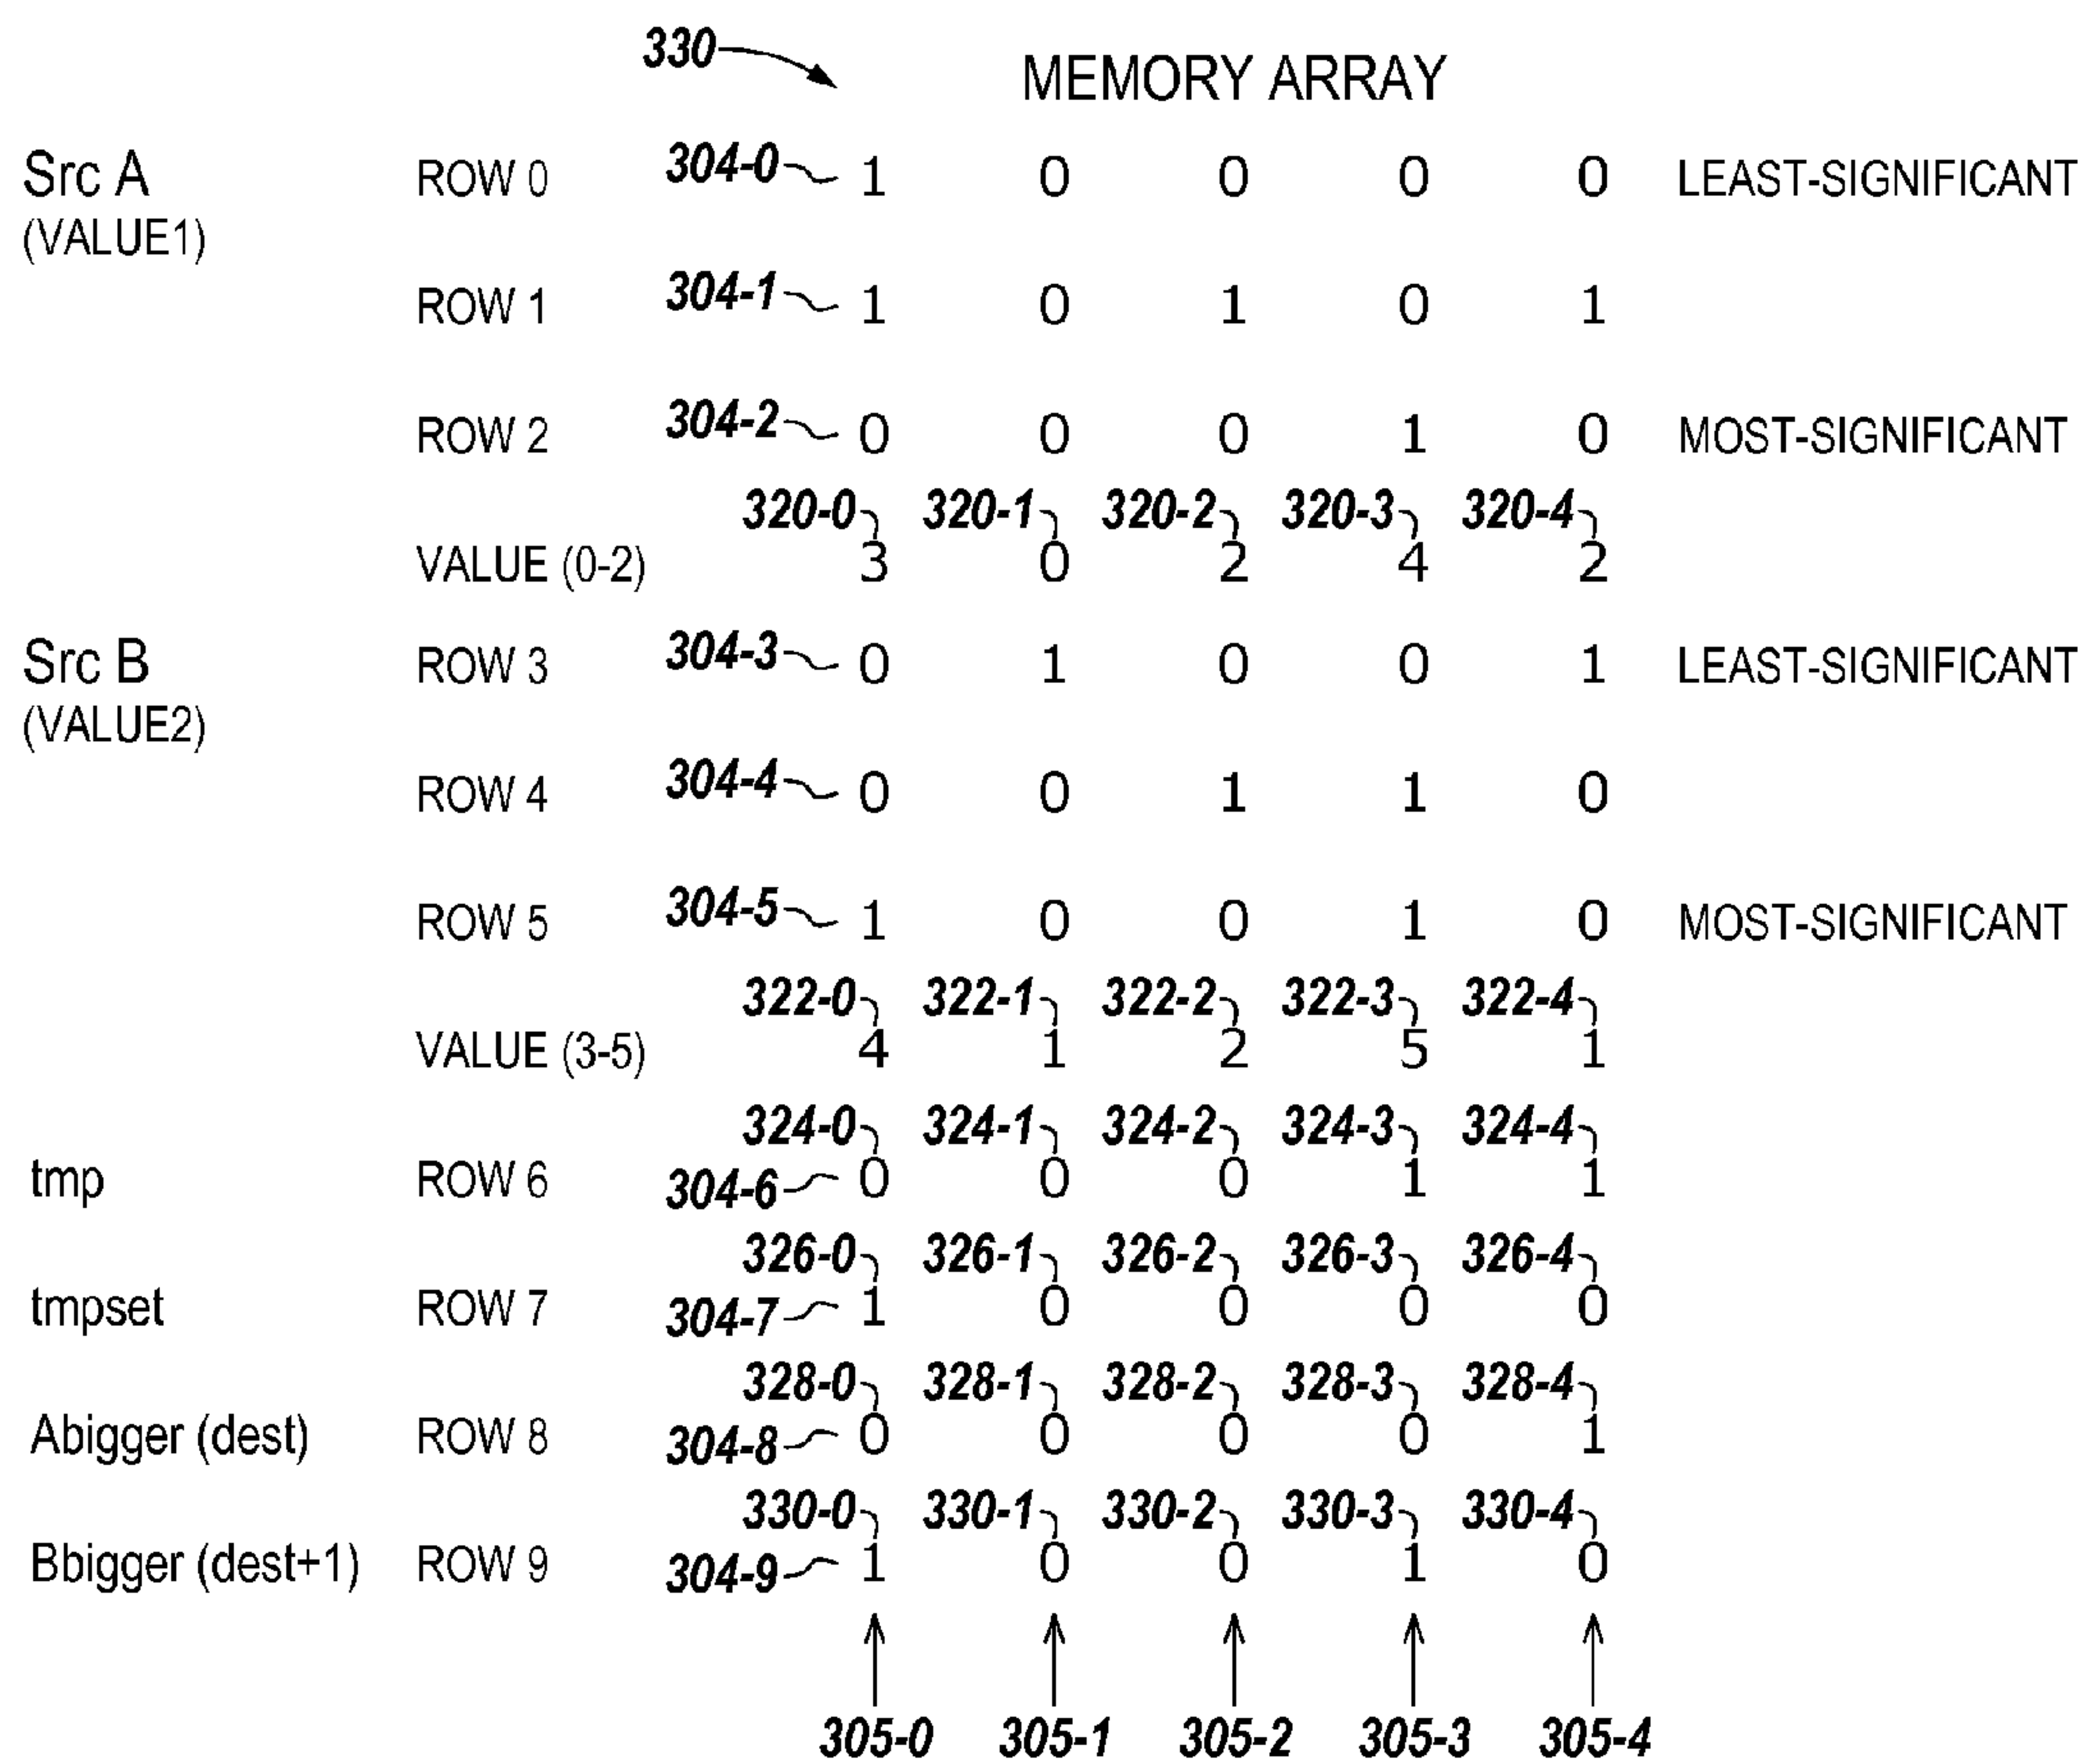 330 MEMORY ARRAY
Src A ROW 0 304-0 1 0 0 0 0 LEAST-SIGNIFICANT
(VALUE1)
ROW 1 304-1 1 0 1 0 1
ROW 2 304-2 0 0 0 1 0 MOST-SIGNIFICANT
320-0 320-1 320-2 320-3 320-4
VALUE (0-2) 3 0 2 4 2
Src B ROW 3 304-3 0 1 0 0 1 LEAST-SIGNIFICANT
(VALUE2)
ROW 4 304-4 0 0 1 1 0
ROW 5 304-5 1 0 0 1 0 MOST-SIGNIFICANT
322-0 322-1 322-2 322-3 322-4
VALUE (3-5) 4 1 2 5 1
324-0 324-1 324-2 324-3 324-4
tmp ROW 6 304-6 0 0 0 1 1
326-0 326-1 326-2 326-3 326-4
tmpset ROW 7 304-7 1 0 0 0 0
328-0 328-1 328-2 328-3 328-4
Abigger (dest) ROW 8 304-8 0 0 0 0 1
330-0 330-1 330-2 330-3 330-4
Bbigger (dest+1) ROW 9 304-9 1 0 0 1 0
305-0 305-1 305-2 305-3 305-4